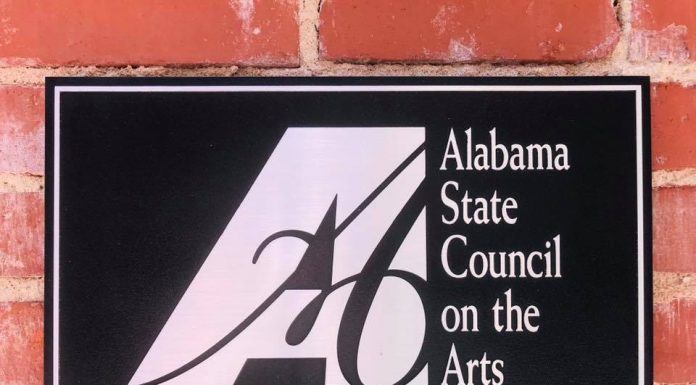 Alabama
State
Council
on the
Arts